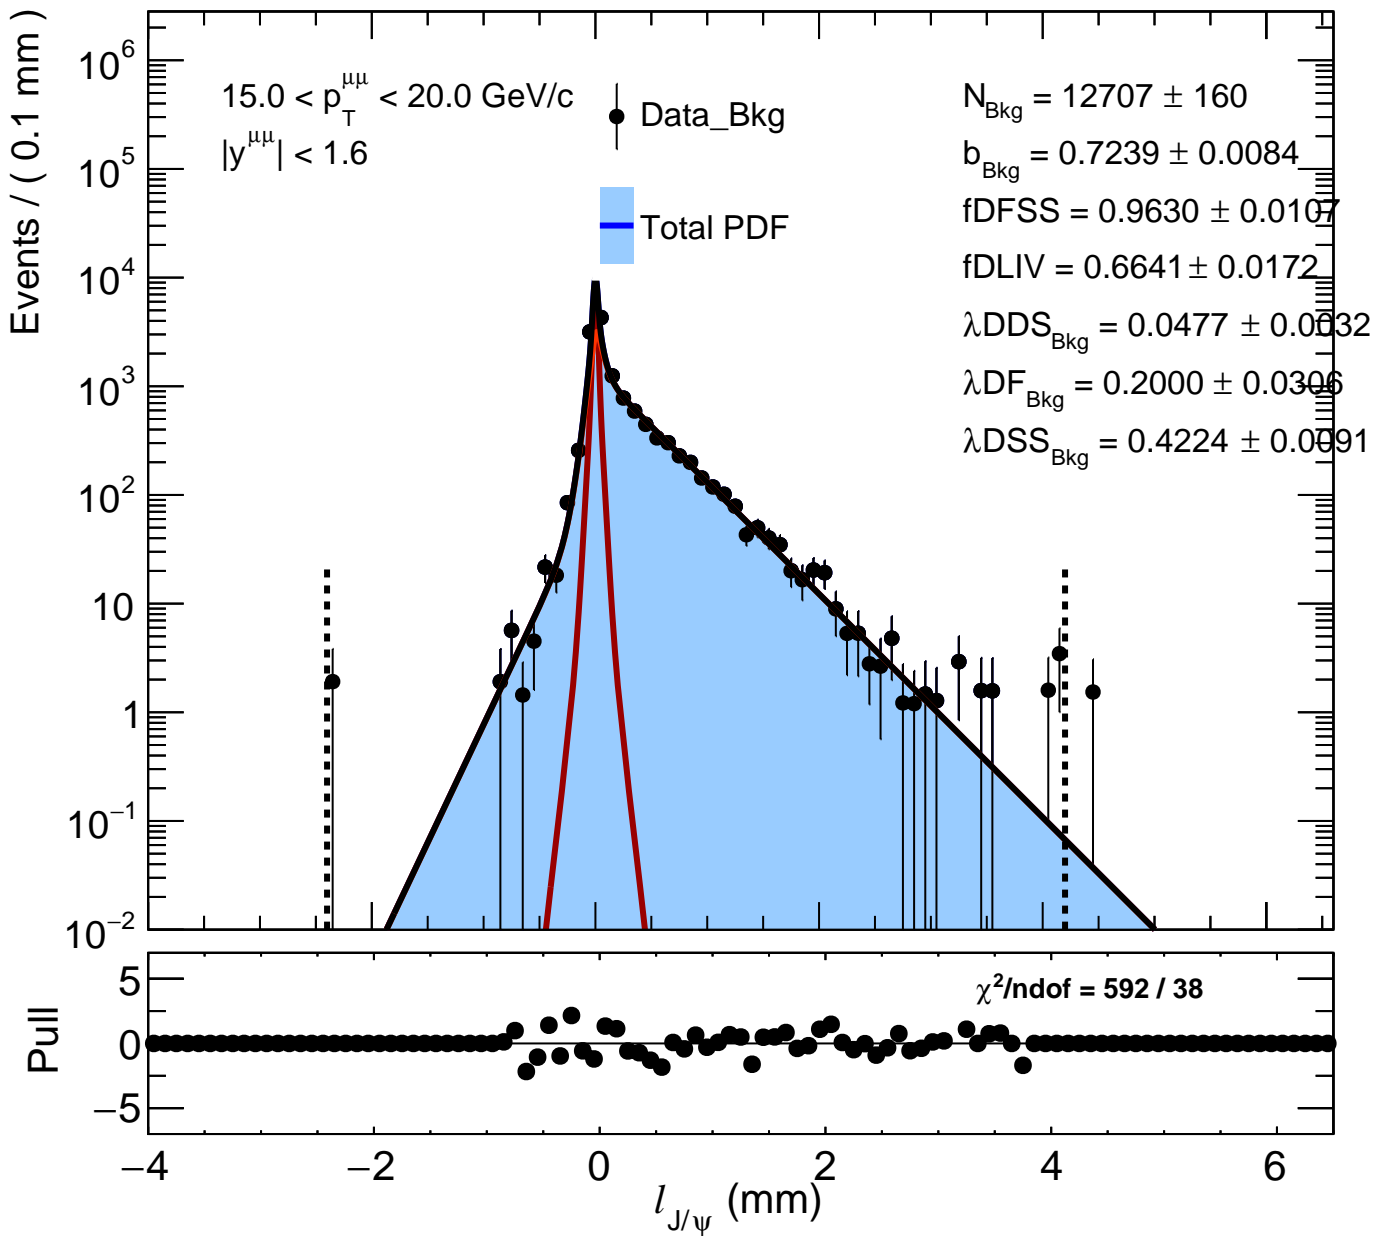 Events / ( 0.1 mm )
10^6
10^5
10^4
10^3
10^2
10
1
10^−1
10^−2
15.0 < p_T^μμ < 20.0 GeV/c
|y^μμ| < 1.6
Data_Bkg
Total PDF
N_Bkg = 12707 ± 160
b_Bkg = 0.7239 ± 0.0084
fDFSS = 0.9630 ± 0.0107
fDLIV = 0.6641 ± 0.0172
λDDS_Bkg = 0.0477 ± 0.0032
λDF_Bkg = 0.2000 ± 0.0306
λDSS_Bkg = 0.4224 ± 0.0091
Pull
5
0
−5
χ²/ndof = 592 / 38
−4 −2 0 2 4 6
l_J/ψ (mm)